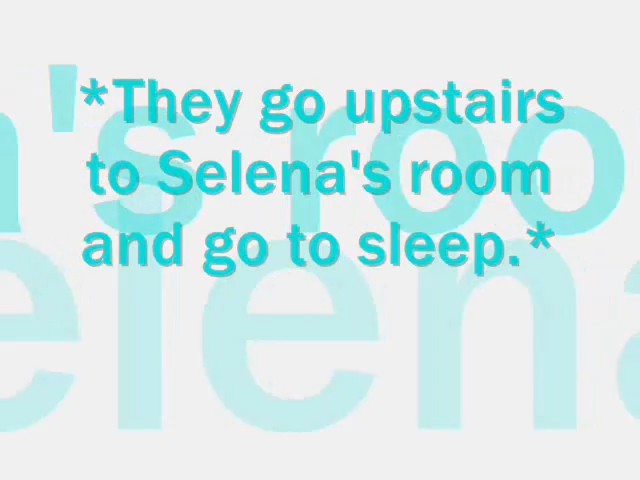 *They go upstairs
to Selena's room
and go to sleep.*